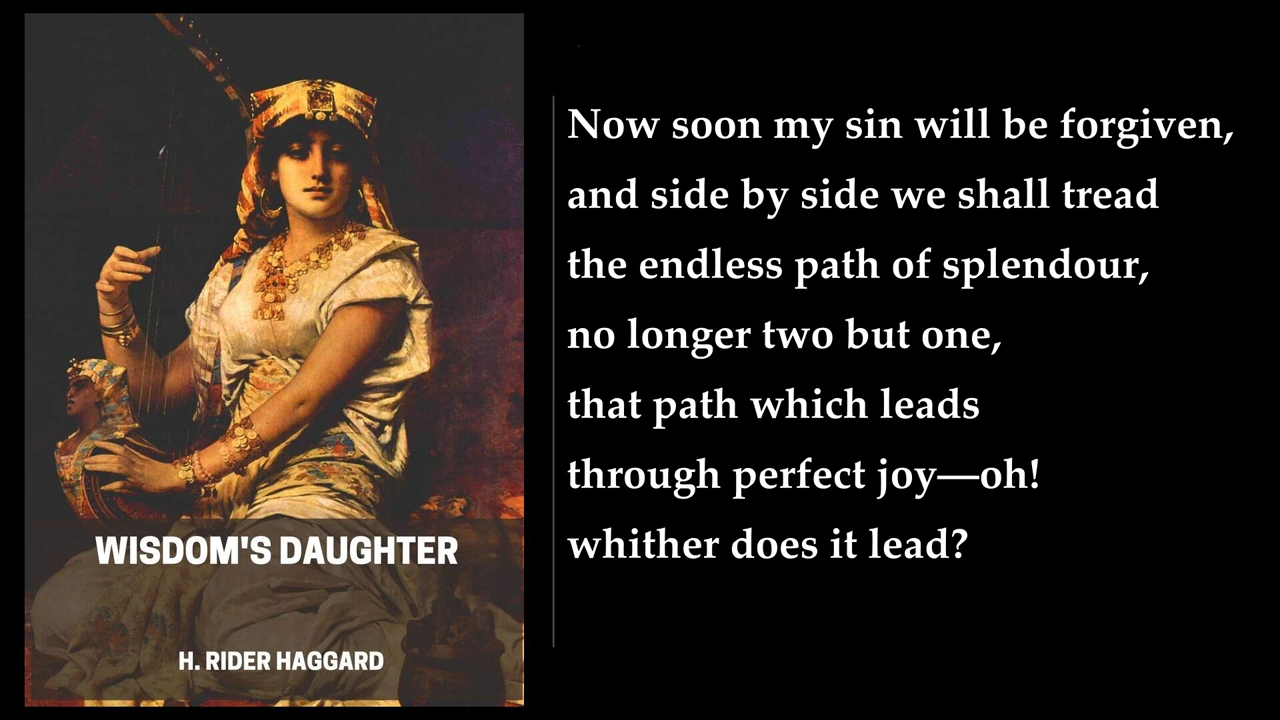 WISDOM'S DAUGHTER
H. RIDER HAGGARD
Now soon my sin will be forgiven,
and side by side we shall tread
the endless path of splendour,
no longer two but one,
that path which leads
through perfect joy—oh!
whither does it lead?